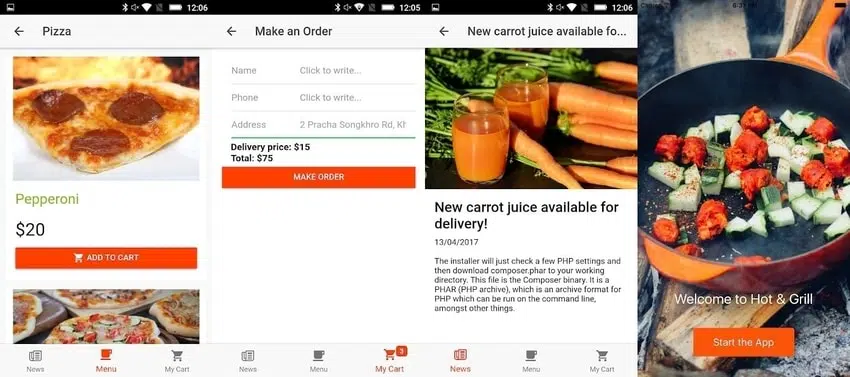 12:06
Pizza
Pepperoni
$20
ADD TO CART
News
Menu
My Cart
12:05
Make an Order
Name
Click to write...
Phone
Click to write...
Address
2 Pracha Songkhro Rd, Kh
Delivery price: $15
Total: $75
MAKE ORDER
News
Menu
3
My Cart
12:06
New carrot juice available fo...
New carrot juice available for
delivery!
13/04/2017
The installer will just check a few PHP settings and
then download composer.phar to your working
directory. This file is the Composer binary. It is a
PHAR (PHP archive), which is an archive format for
PHP which can be run on the command line,
amongst other things.
News
Menu
My Cart
Welcome to Hot & Grill
Start the App